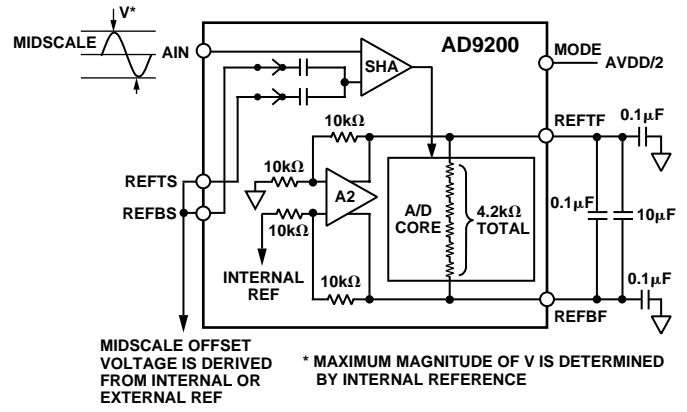 V*
MIDSCALE
AIN
AD9200
SHA
MODE
AVDD/2
REFTF
0.1μF
10kΩ
10kΩ
REFTS
REFBS
A2
A/D
CORE
4.2kΩ
TOTAL
0.1μF
10μF
10kΩ
INTERNAL
REF
10kΩ
0.1μF
REFBF
MIDSCALE OFFSET
VOLTAGE IS DERIVED
FROM INTERNAL OR
EXTERNAL REF
* MAXIMUM MAGNITUDE OF V IS DETERMINED
BY INTERNAL REFERENCE